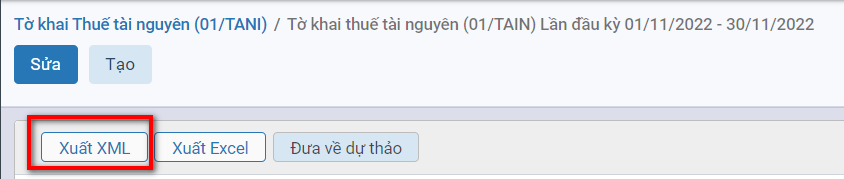 Tờ khai Thuế tài nguyên (01/TANI) / Tờ khai thuế tài nguyên (01/TAIN) Lần đầu kỳ 01/11/2022 - 30/11/2022
Sửa Tạo
Xuất XML Xuất Excel Đưa về dự thảo